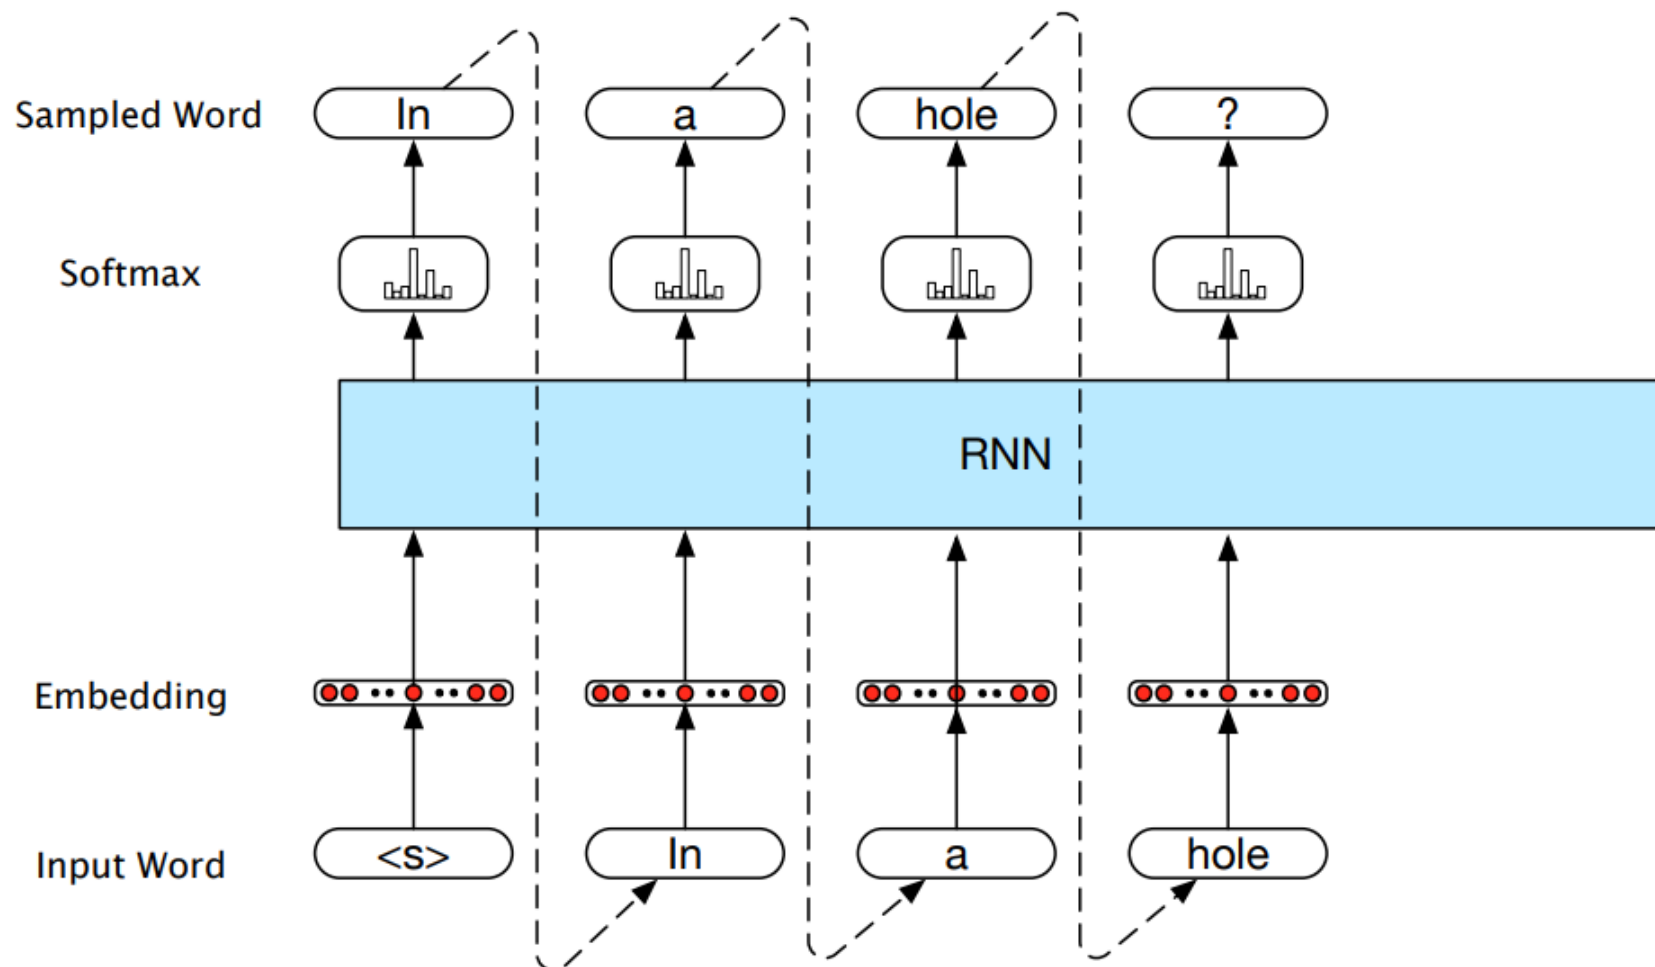 Sampled Word In a hole ?
Softmax
RNN
Embedding
Input Word <s> In a hole